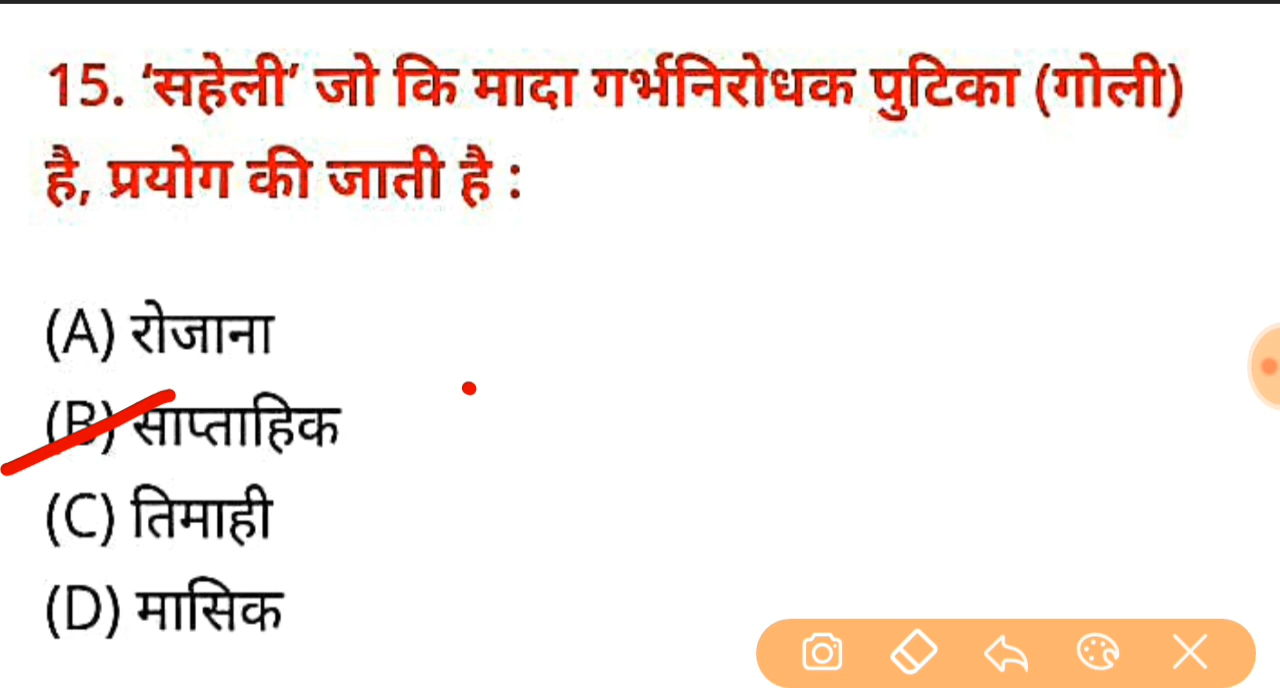 15. ‘सहेली’ जो कि मादा गर्भनिरोधक पुटिका (गोली)
है, प्रयोग की जाती है :
(A) रोजाना
(B) साप्ताहिक
(C) तिमाही
(D) मासिक